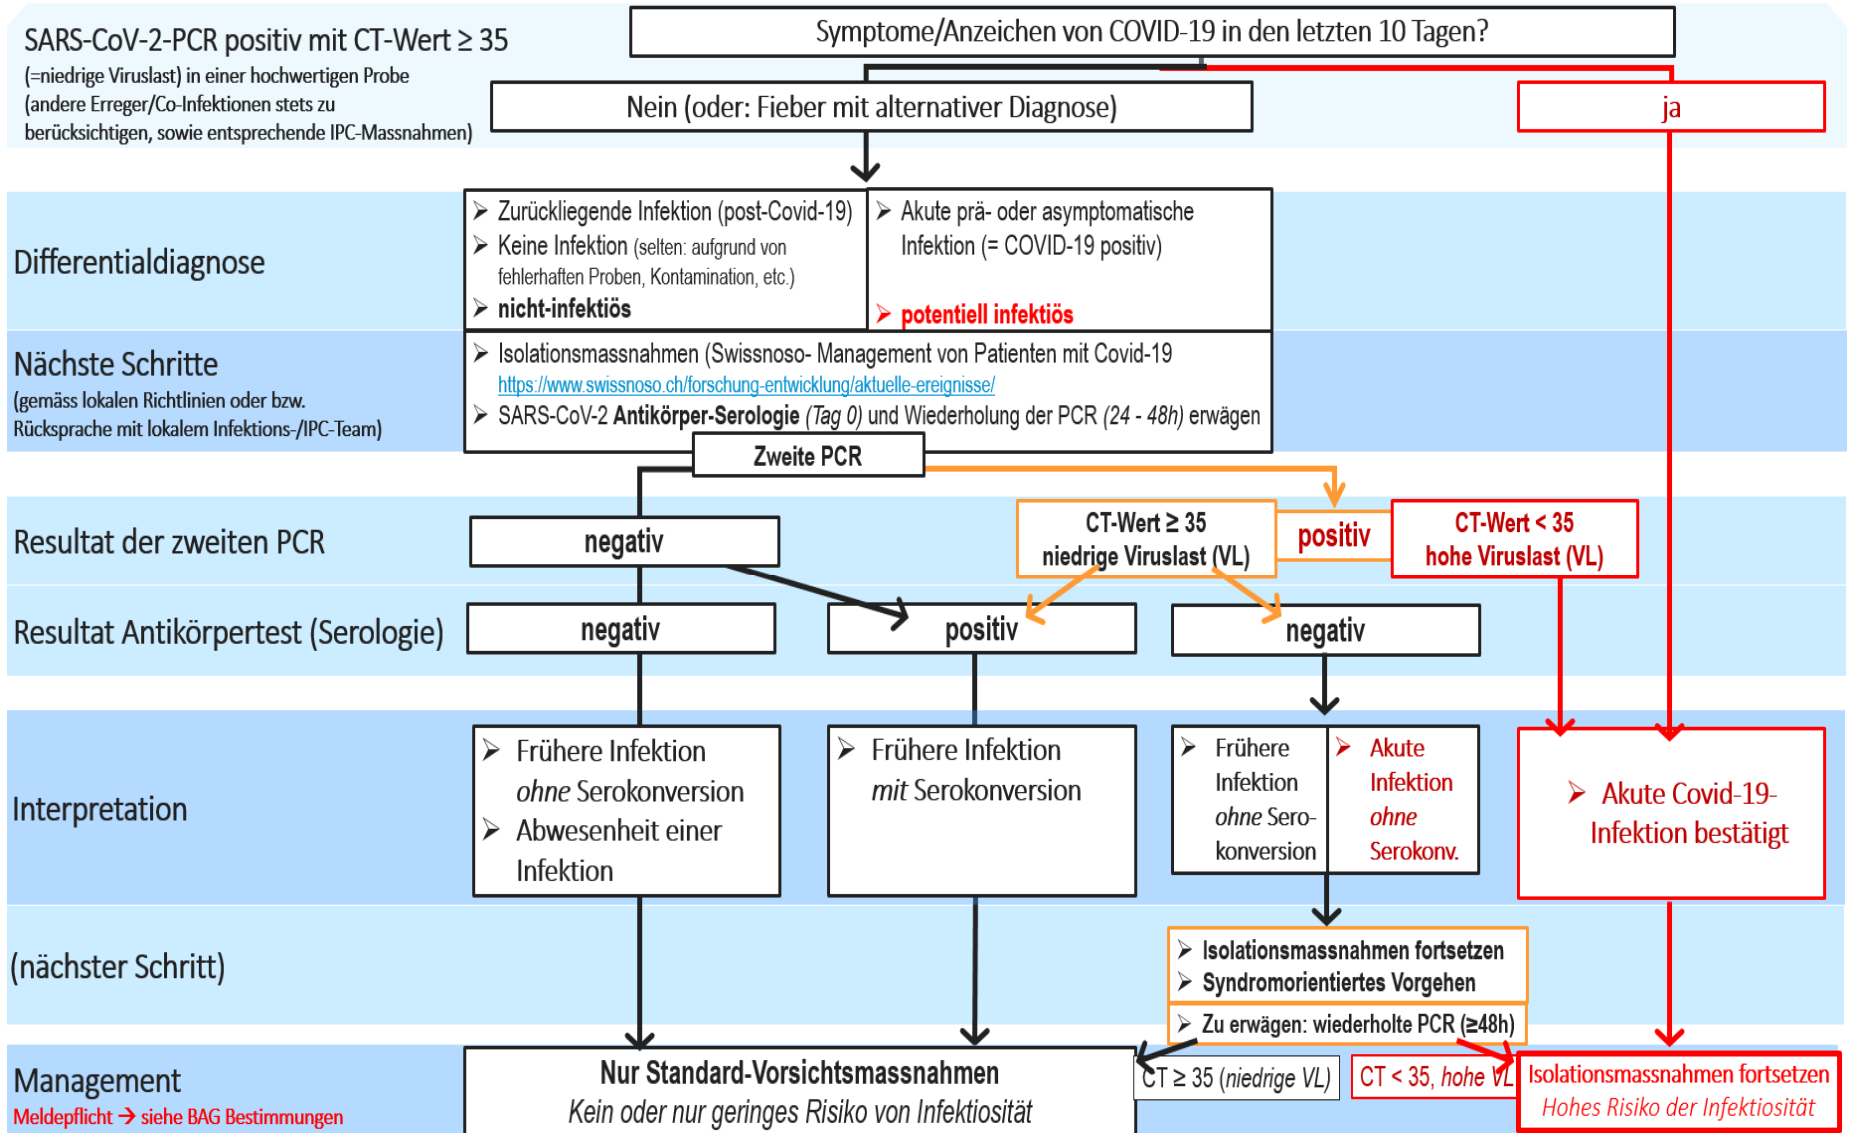 SARS-CoV-2-PCR positiv mit CT-Wert ≥ 35
(=niedrige Viruslast) in einer hochwertigen Probe
(andere Erreger/Co-Infektionen stets zu
berücksichtigen, sowie entsprechende IPC-Massnahmen)
Symptome/Anzeichen von COVID-19 in den letzten 10 Tagen?
Nein (oder: Fieber mit alternativer Diagnose)
ja
Differentialdiagnose
➢ Zurückliegende Infektion (post-Covid-19)
➢ Keine Infektion (selten: aufgrund von
fehlerhaften Proben, Kontamination, etc.)
➢ nicht-infektiös
➢ Akute prä- oder asymptomatische
Infektion (= COVID-19 positiv)
➢ potentiell infektiös
Nächste Schritte
(gemäss lokalen Richtlinien oder bzw.
Rücksprache mit lokalem Infektions-/IPC-Team)
➢ Isolationsmassnahmen (Swissnoso- Management von Patienten mit Covid-19
https://www.swissnoso.ch/forschung-entwicklung/aktuelle-ereignisse/
➢ SARS-CoV-2 Antikörper-Serologie (Tag 0) und Wiederholung der PCR (24 - 48h) erwägen
Zweite PCR
Resultat der zweiten PCR
negativ
CT-Wert ≥ 35
niedrige Viruslast (VL)
positiv
CT-Wert < 35
hohe Viruslast (VL)
Resultat Antikörpertest (Serologie)
negativ
positiv
negativ
Interpretation
➢ Frühere Infektion
ohne Serokonversion
➢ Abwesenheit einer
Infektion
➢ Frühere Infektion
mit Serokonversion
➢ Frühere
Infektion
ohne Sero-
konversion
➢ Akute
Infektion
ohne
Serokonv.
➢ Akute Covid-19-
Infektion bestätigt
(nächster Schritt)
➢ Isolationsmassnahmen fortsetzen
➢ Syndromorientiertes Vorgehen
➢ Zu erwägen: wiederholte PCR (≥48h)
Management
Meldepflicht → siehe BAG Bestimmungen
Nur Standard-Vorsichtsmassnahmen
Kein oder nur geringes Risiko von Infektiosität
CT ≥ 35 (niedrige VL)
CT < 35, hohe VL
Isolationsmassnahmen fortsetzen
Hohes Risiko der Infektiosität